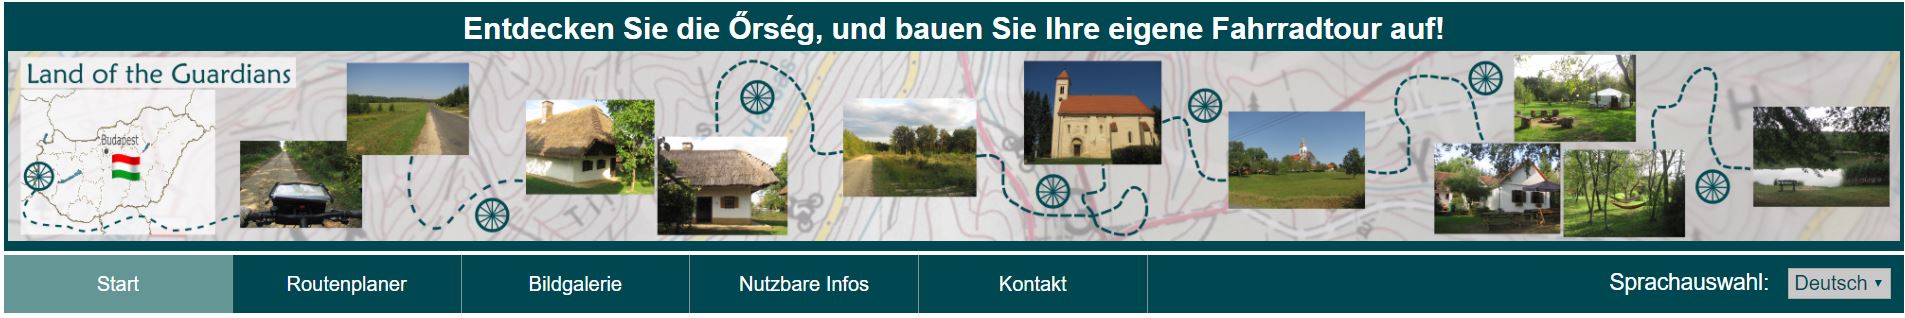 Entdecken Sie die Őrség, und bauen Sie Ihre eigene Fahrradtour auf!
Land of the Guardians
Budapest
Start
Routenplaner
Bildgalerie
Nutzbare Infos
Kontakt
Sprachauswahl:
Deutsch